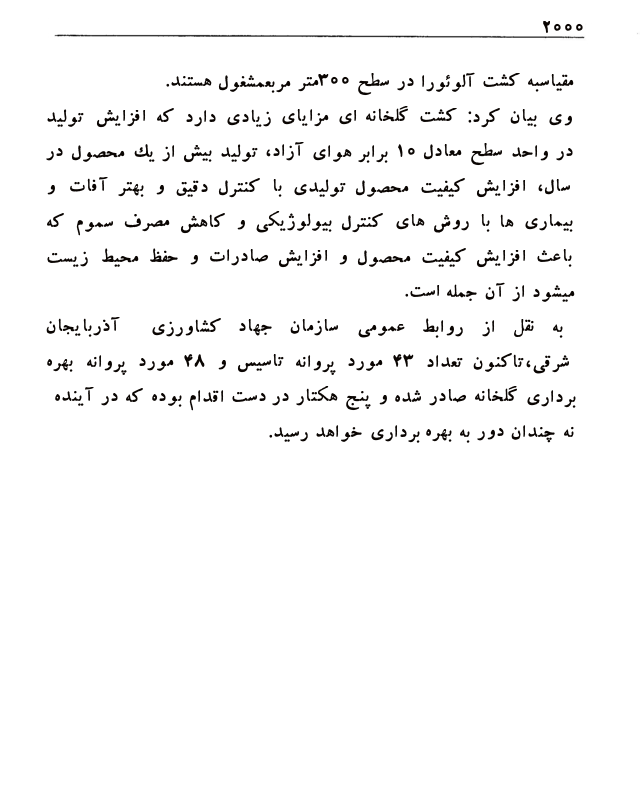 ۲۰۰۰
مقیاسبه کشت آلوئورا در سطح ۳۰۰متر مربعمشغول هستند.
وی بیان کرد: کشت گلخانه ای مزایای زیادی دارد که افزایش تولید
در واحد سطح معادل ۱۰ برابر هوای آزاد، تولید بیش از یك محصول در
سال، افزایش کیفیت محصول تولیدی با کنترل دقیق و بهتر آفات و
بیماری ها با روش های کنترل بیولوژیکی و کاهش مصرف سموم که
باعث افزایش کیفیت محصول و افزایش صادرات و حفظ محیط زیست
میشود از آن جمله است.
به نقل از روابط عمومی سازمان جهاد کشاورزی آذربایجان
شرقی،تاکنون تعداد ۴۳ مورد پروانه تاسیس و ۴۸ مورد پروانه بهره
برداری گلخانه صادر شده و پنج هکتار در دست اقدام بوده که در آینده
نه چندان دور به بهره برداری خواهد رسید.